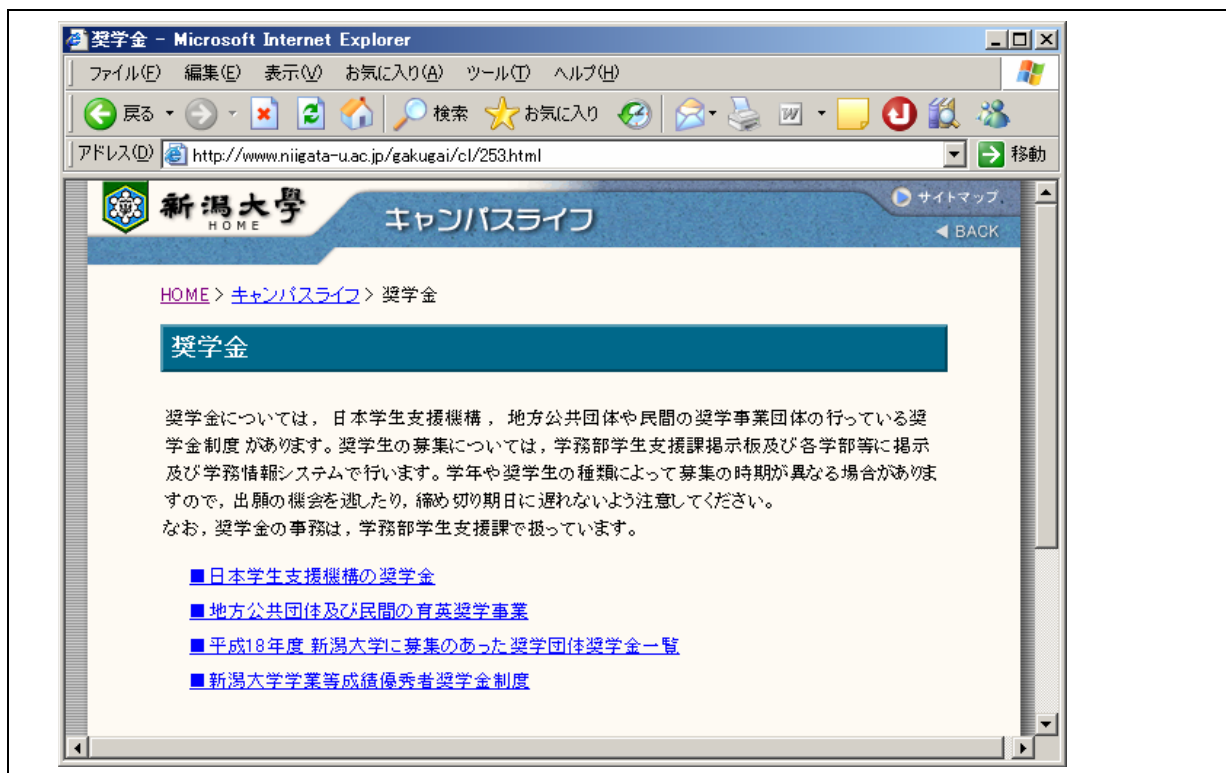 奨学金 - Microsoft Internet Explorer
ファイル(F) 編集(E) 表示(V) お気に入り(A) ツール(T) ヘルプ(H)
戻る 検索 お気に入り
アドレス(D) http://www.niigata-u.ac.jp/gakugai/cl/253.html 移動
新潟大學
HOME
キャンパスライフ
サイトマップ
◀ BACK
HOME > キャンパスライフ > 奨学金
奨学金
奨学金については，日本学生支援機構， 地方公共団体や民間の奨学事業団体の行っている奨
学金制度 があります。奨学生の募集については，学務部学生支援課掲示板及び各学部等に掲示
及び学務情報システムで行います。学年や奨学生の種類によって募集の時期が異なる場合がありま
すので，出願の機会を逃したり，締め切り期日に遅れないよう注意してください。
なお，奨学金の事務は，学務部学生支援課で扱っています。
■日本学生支援機構の奨学金
■地方公共団体及び民間の育英奨学事業
■平成18年度 新潟大学に募集のあった奨学団体奨学金一覧
■新潟大学学業等成績優秀者奨学金制度